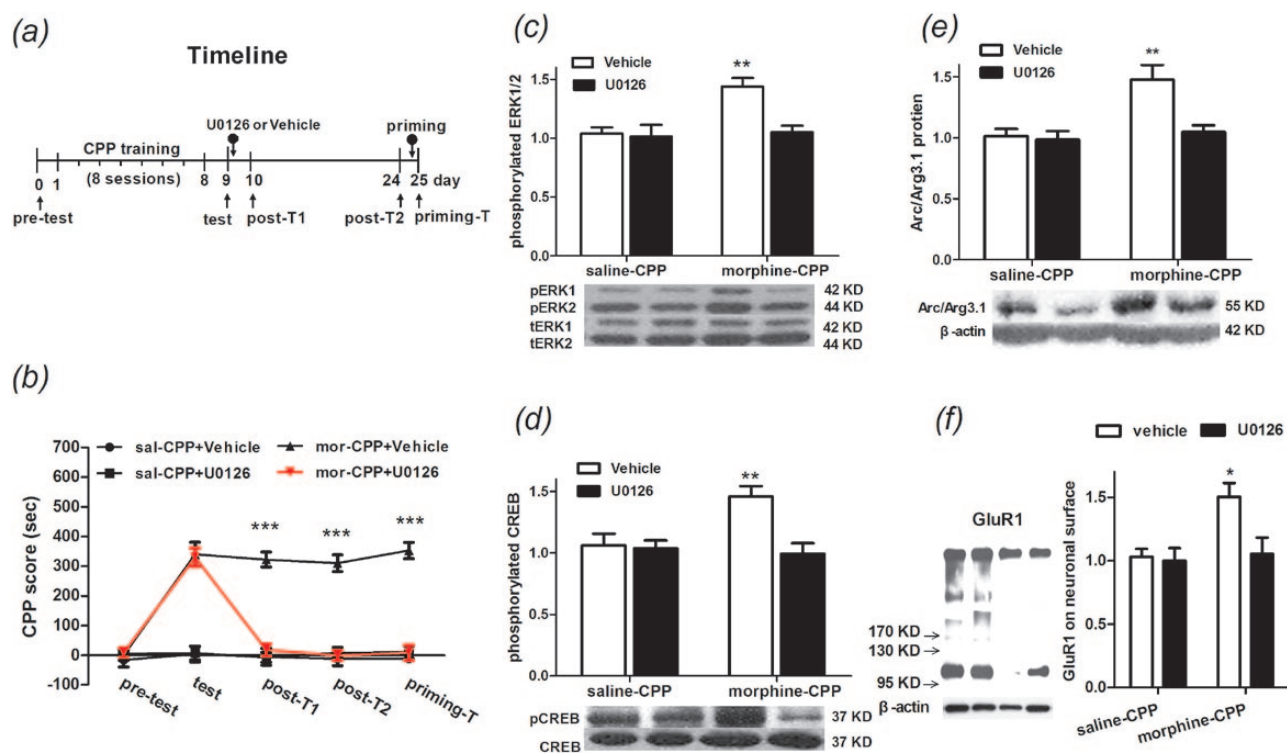 (a)
Timeline
U0126 or Vehicle
priming
CPP training
(8 sessions)
0 1 8 9 10 24 25 day
pre-test test post-T1 post-T2 priming-T
(b)
sal-CPP+Vehicle mor-CPP+Vehicle
sal-CPP+U0126 mor-CPP+U0126
CPP score (sec)
700
600
500
400
300
200
100
0
-100
*** *** ***
pre-test test post-T1 post-T2 priming-T
(c)
Vehicle
U0126
**
phosphorylated ERK1/2
1.5
1.0
0.5
0.0
saline-CPP morphine-CPP
pERK1 42 KD
pERK2 44 KD
tERK1 42 KD
tERK2 44 KD
(d)
Vehicle
U0126
**
phosphorylated CREB
1.5
1.0
0.5
0.0
saline-CPP morphine-CPP
pCREB 37 KD
CREB 37 KD
(e)
Vehicle
U0126
**
Arc/Arg3.1 protien
1.5
1.0
0.5
0.0
saline-CPP morphine-CPP
Arc/Arg3.1 55 KD
β-actin 42 KD
(f)
vehicle U0126
GluR1
170 KD
130 KD
95 KD
β-actin
*
GluR1 on neuronal surface
1.5
1.0
0.5
0.0
saline-CPP morphine-CPP